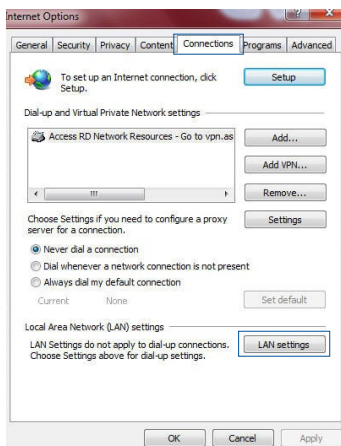 Internet Options
General Security Privacy Content Connections Programs Advanced
To set up an Internet connection, click
Setup.
Setup
Dial-up and Virtual Private Network settings
Access RD Network Resources - Go to vpn.as
Add...
Add VPN...
Remove...
Choose Settings if you need to configure a proxy
server for a connection.
Settings
Never dial a connection
Dial whenever a network connection is not present
Always dial my default connection
Current None
Set default
Local Area Network (LAN) settings
LAN Settings do not apply to dial-up connections.
Choose Settings above for dial-up settings.
LAN settings
OK Cancel Apply